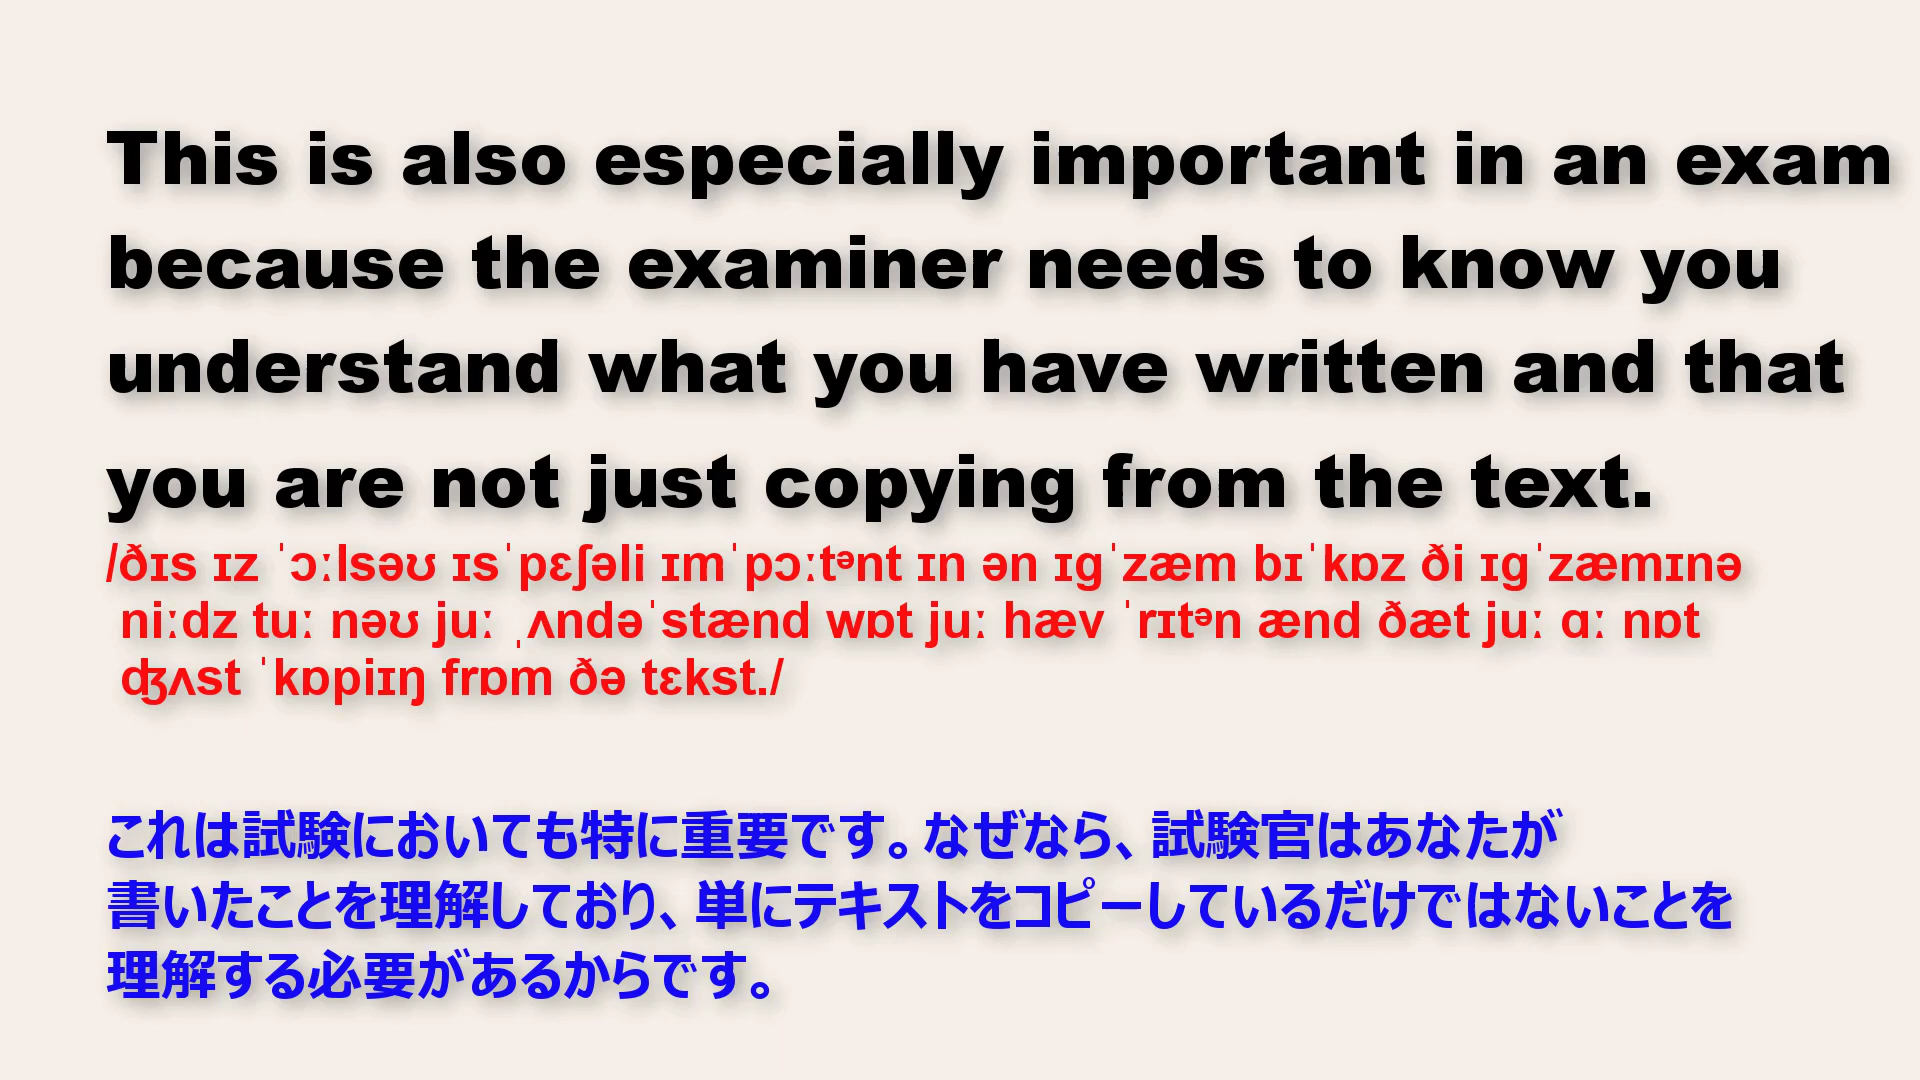 This is also especially important in an exam
because the examiner needs to know you
understand what you have written and that
you are not just copying from the text.
/ðɪs ɪz ˈɔːlsəʊ ɪsˈpɛʃəli ɪmˈpɔːtᵊnt ɪn ən ɪgˈzæm bɪˈkɒz ði ɪgˈzæmɪnə
niːdz tuː nəʊ juː ˌʌndəˈstænd wɒt juː hæv ˈrɪtᵊn ænd ðæt juː ɑː nɒt
ʤʌst ˈkɒpiɪŋ frɒm ðə tɛkst./
これは試験においても特に重要です。なぜなら、試験官はあなたが
書いたことを理解しており、単にテキストをコピーしているだけではないことを
理解する必要があるからです。